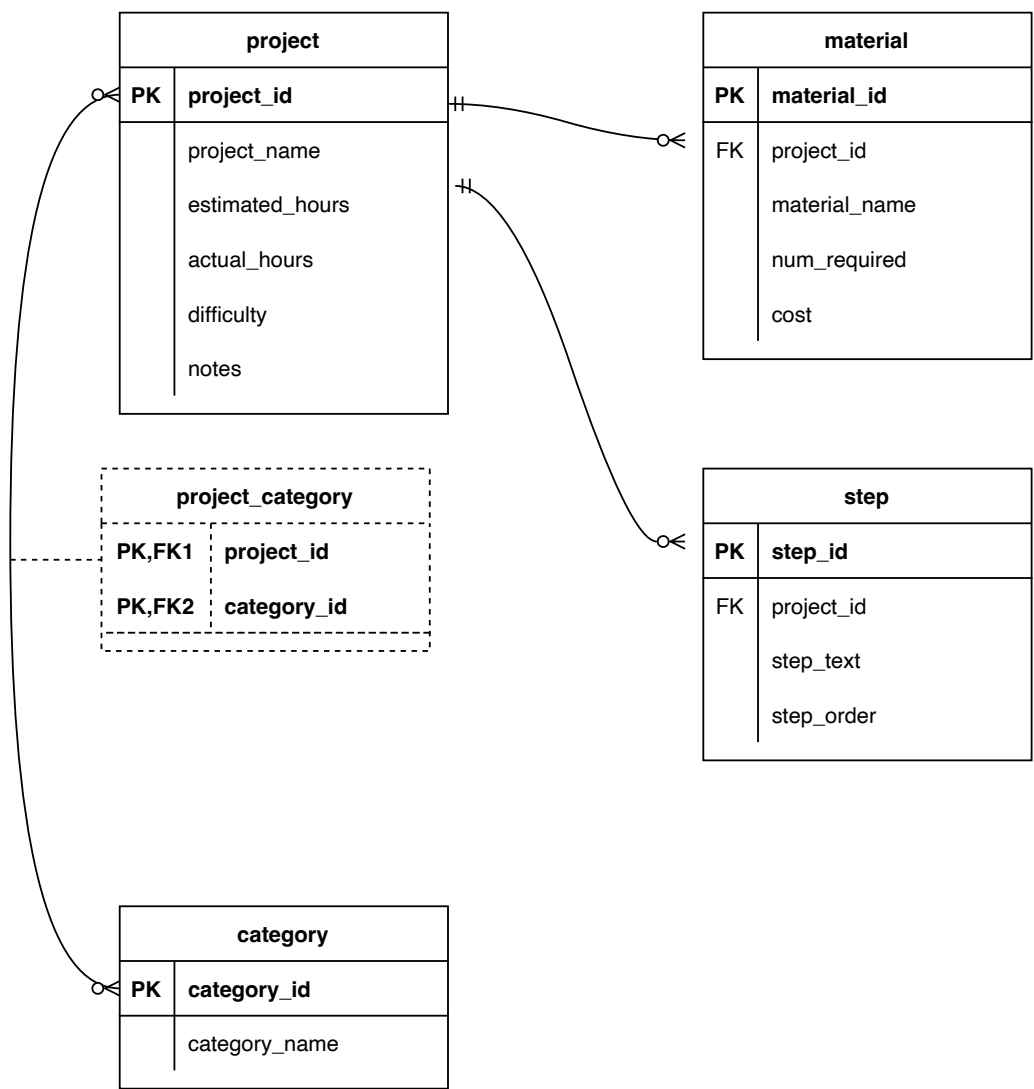 project
PK project_id
project_name
estimated_hours
actual_hours
difficulty
notes
material
PK material_id
FK project_id
material_name
num_required
cost
project_category
PK,FK1 project_id
PK,FK2 category_id
step
PK step_id
FK project_id
step_text
step_order
category
PK category_id
category_name